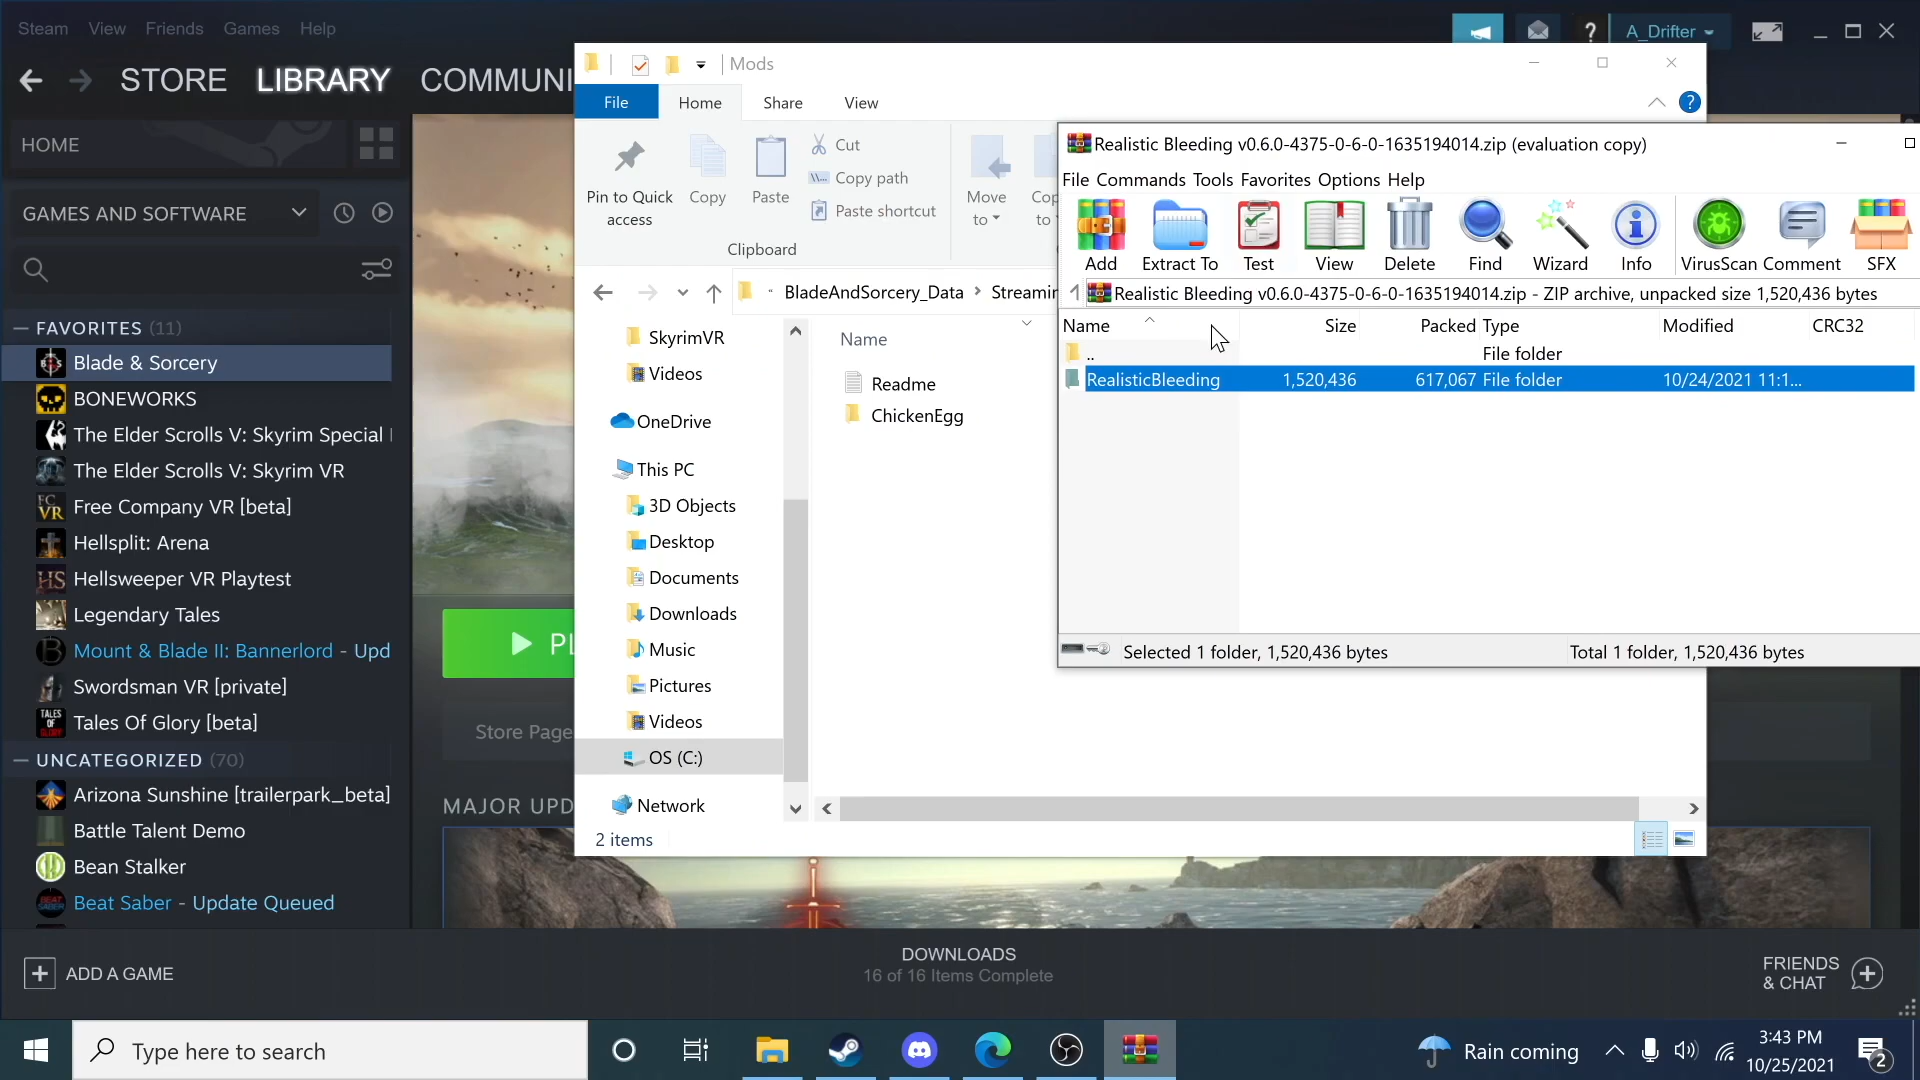 Steam View Friends Games Help
A_Drifter
STORE LIBRARY COMMUNI
HOME
GAMES AND SOFTWARE
FAVORITES (11)
Blade & Sorcery
BONEWORKS
The Elder Scrolls V: Skyrim Special
The Elder Scrolls V: Skyrim VR
Free Company VR [beta]
Hellsplit: Arena
Hellsweeper VR Playtest
Legendary Tales
Mount & Blade II: Bannerlord - Upd
Swordsman VR [private]
Tales Of Glory [beta]
UNCATEGORIZED (70)
Arizona Sunshine [trailerpark_beta]
Battle Talent Demo
Bean Stalker
Beat Saber - Update Queued
ADD A GAME
Store Page
MAJOR UPD
DOWNLOADS
16 of 16 Items Complete
FRIENDS
& CHAT
Mods
File Home Share View
Pin to Quick
access
Copy
Paste
Cut
Copy path
Paste shortcut
Clipboard
Move
to
Cop
to
BladeAndSorcery_Data > Streamin
SkyrimVR
Videos
OneDrive
This PC
3D Objects
Desktop
Documents
Downloads
Music
Pictures
Videos
OS (C:)
Network
Name
Readme
ChickenEgg
2 items
Realistic Bleeding v0.6.0-4375-0-6-0-1635194014.zip (evaluation copy)
File Commands Tools Favorites Options Help
Add Extract To Test View Delete Find Wizard Info VirusScan Comment SFX
Realistic Bleeding v0.6.0-4375-0-6-0-1635194014.zip - ZIP archive, unpacked size 1,520,436 bytes
Name Size Packed Type Modified CRC32
.. File folder
RealisticBleeding 1,520,436 617,067 File folder 10/24/2021 11:1...
Selected 1 folder, 1,520,436 bytes
Total 1 folder, 1,520,436 bytes
Type here to search
Rain coming
3:43 PM
10/25/2021
2